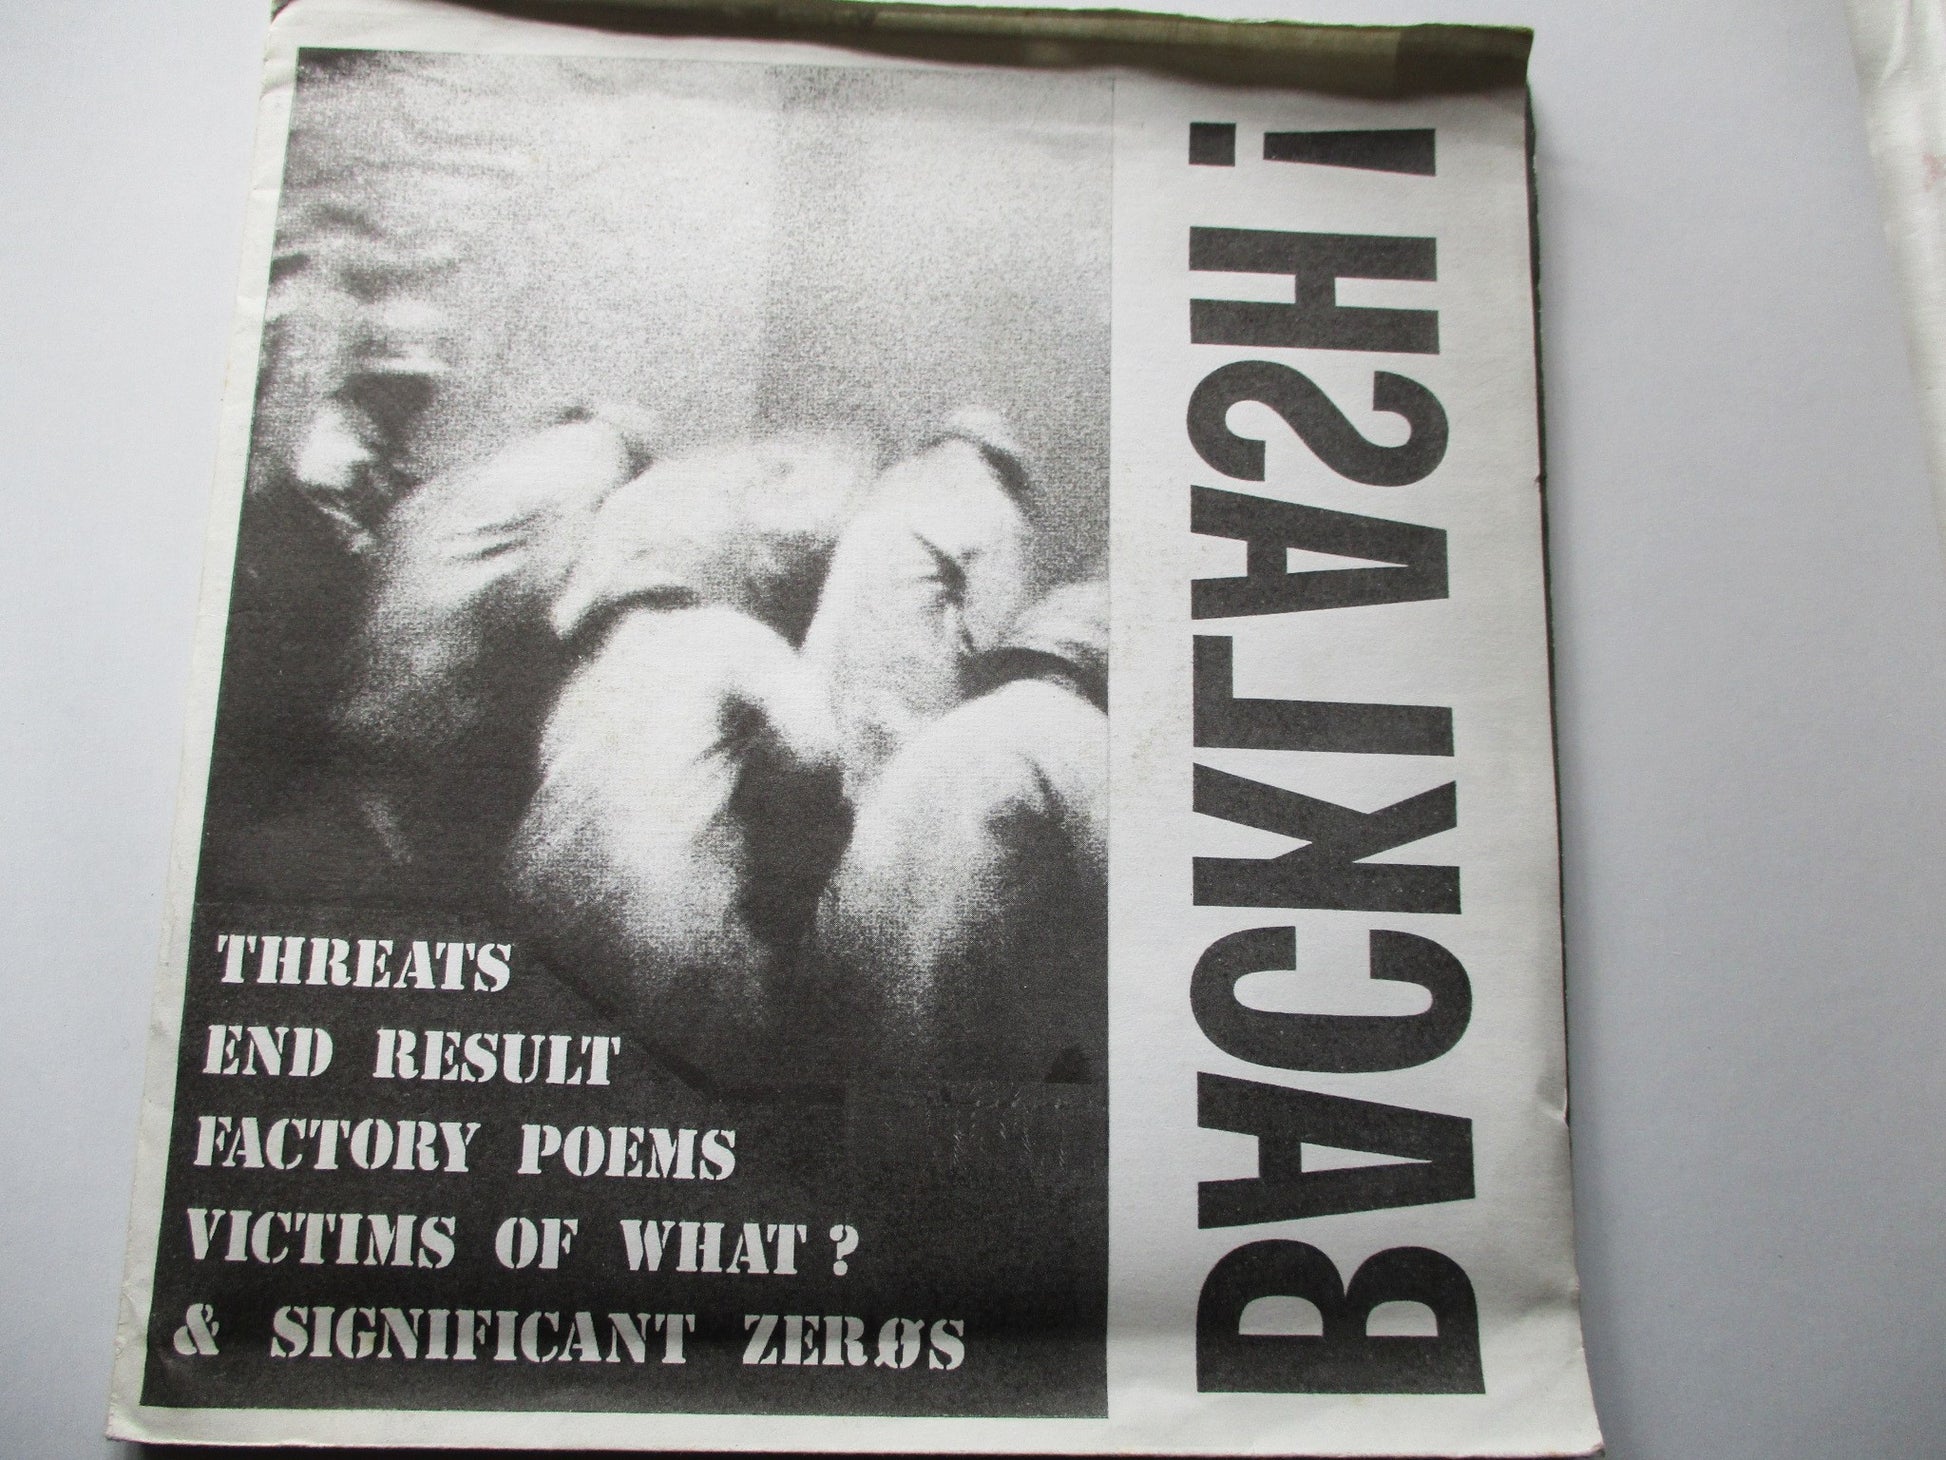 BACKLASH!
THREATS
END RESULT
FACTORY POEMS
VICTIMS OF WHAT?
& SIGNIFICANT ZERØS